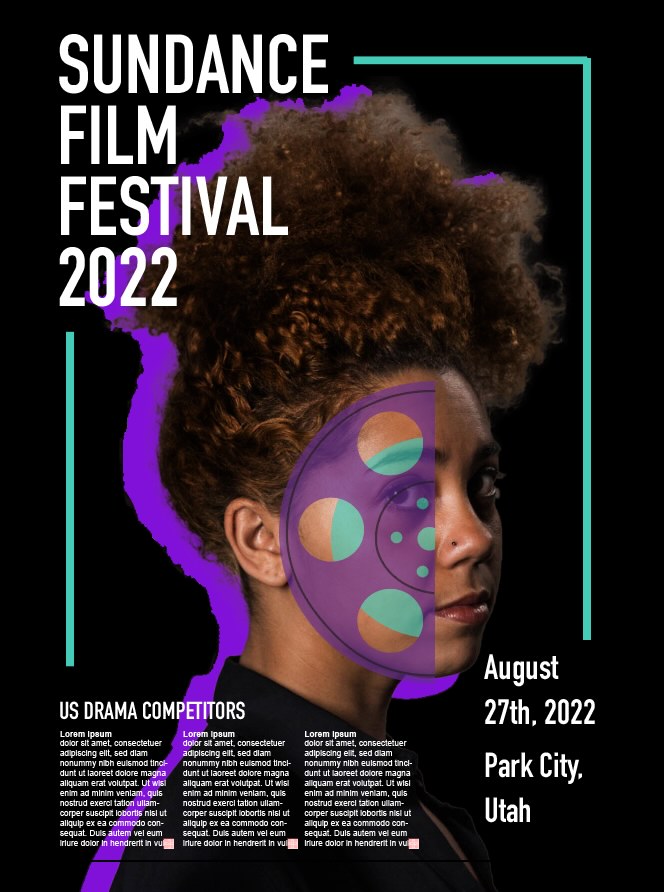 SUNDANCE
FILM
FESTIVAL
2022
August
27th, 2022
Park City,
Utah
US DRAMA COMPETITORS
Lorem Ipsum
dolor sit amet, consectetuer
adipiscing elit, sed diam
nonummy nibh euismod tinci-
dunt ut laoreet dolore magna
aliquam erat volutpat. Ut wisi
enim ad minim veniam, quis
nostrud exerci tation ullam-
corper suscipit lobortis nisl ut
aliquip ex ea commodo con-
sequat. Duis autem vel eum
iriure dolor in hendrerit in vul
Lorem Ipsum
dolor sit amet, consectetuer
adipiscing elit, sed diam
nonummy nibh euismod tinci-
dunt ut laoreet dolore magna
aliquam erat volutpat. Ut wisi
enim ad minim veniam, quis
nostrud exerci tation ullam-
corper suscipit lobortis nisl ut
aliquip ex ea commodo con-
sequat. Duis autem vel eum
iriure dolor in hendrerit in vul
Lorem Ipsum
dolor sit amet, consectetuer
adipiscing elit, sed diam
nonummy nibh euismod tinci-
dunt ut laoreet dolore magna
aliquam erat volutpat. Ut wisi
enim ad minim veniam, quis
nostrud exerci tation ullam-
corper suscipit lobortis nisl ut
aliquip ex ea commodo con-
sequat. Duis autem vel eum
iriure dolor in hendrerit in vul